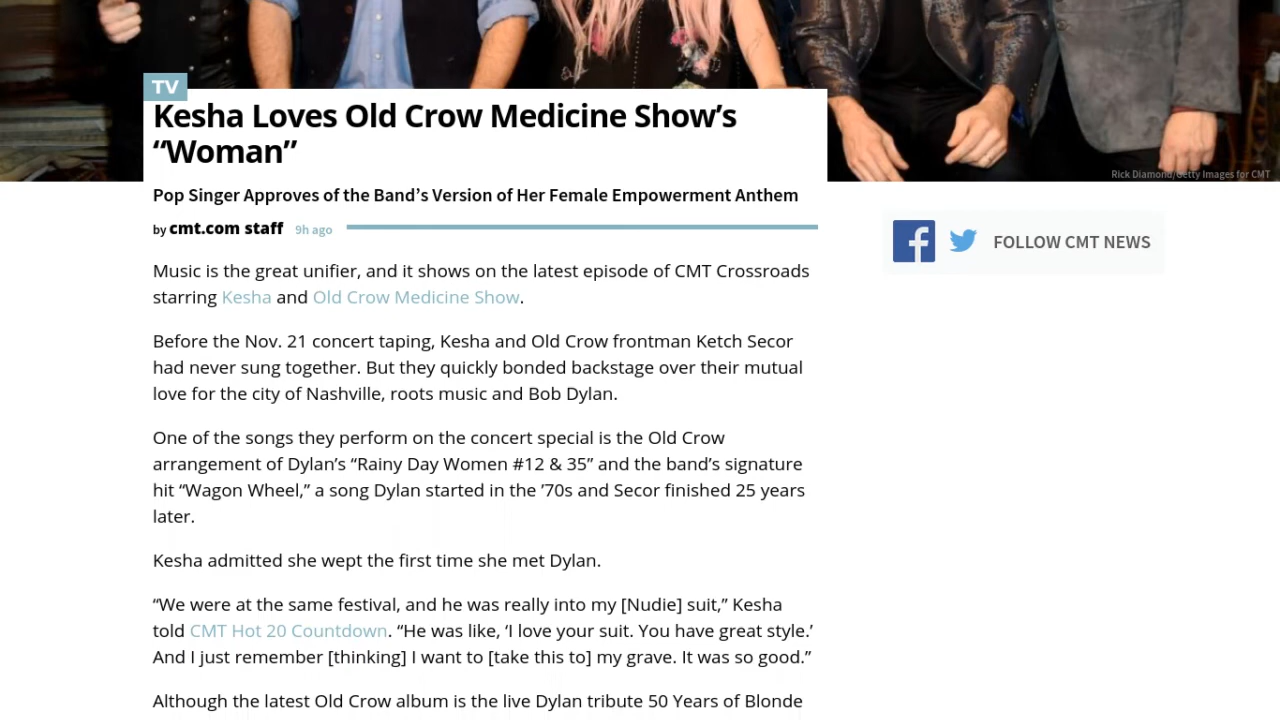 TV
Kesha Loves Old Crow Medicine Show’s
“Woman”
Rick Diamond/Getty Images for CMT
Pop Singer Approves of the Band’s Version of Her Female Empowerment Anthem
by cmt.com staff 9h ago
FOLLOW CMT NEWS
Music is the great unifier, and it shows on the latest episode of CMT Crossroads
starring Kesha and Old Crow Medicine Show.
Before the Nov. 21 concert taping, Kesha and Old Crow frontman Ketch Secor
had never sung together. But they quickly bonded backstage over their mutual
love for the city of Nashville, roots music and Bob Dylan.
One of the songs they perform on the concert special is the Old Crow
arrangement of Dylan’s “Rainy Day Women #12 & 35” and the band’s signature
hit “Wagon Wheel,” a song Dylan started in the ’70s and Secor finished 25 years
later.
Kesha admitted she wept the first time she met Dylan.
“We were at the same festival, and he was really into my [Nudie] suit,” Kesha
told CMT Hot 20 Countdown. “He was like, ‘I love your suit. You have great style.’
And I just remember [thinking] I want to [take this to] my grave. It was so good.”
Although the latest Old Crow album is the live Dylan tribute 50 Years of Blonde